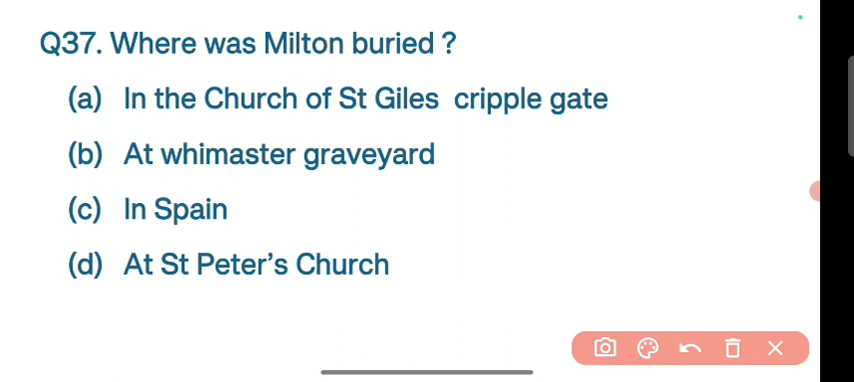 Q37. Where was Milton buried ?
(a) In the Church of St Giles cripple gate
(b) At whimaster graveyard
(c) In Spain
(d) At St Peter's Church